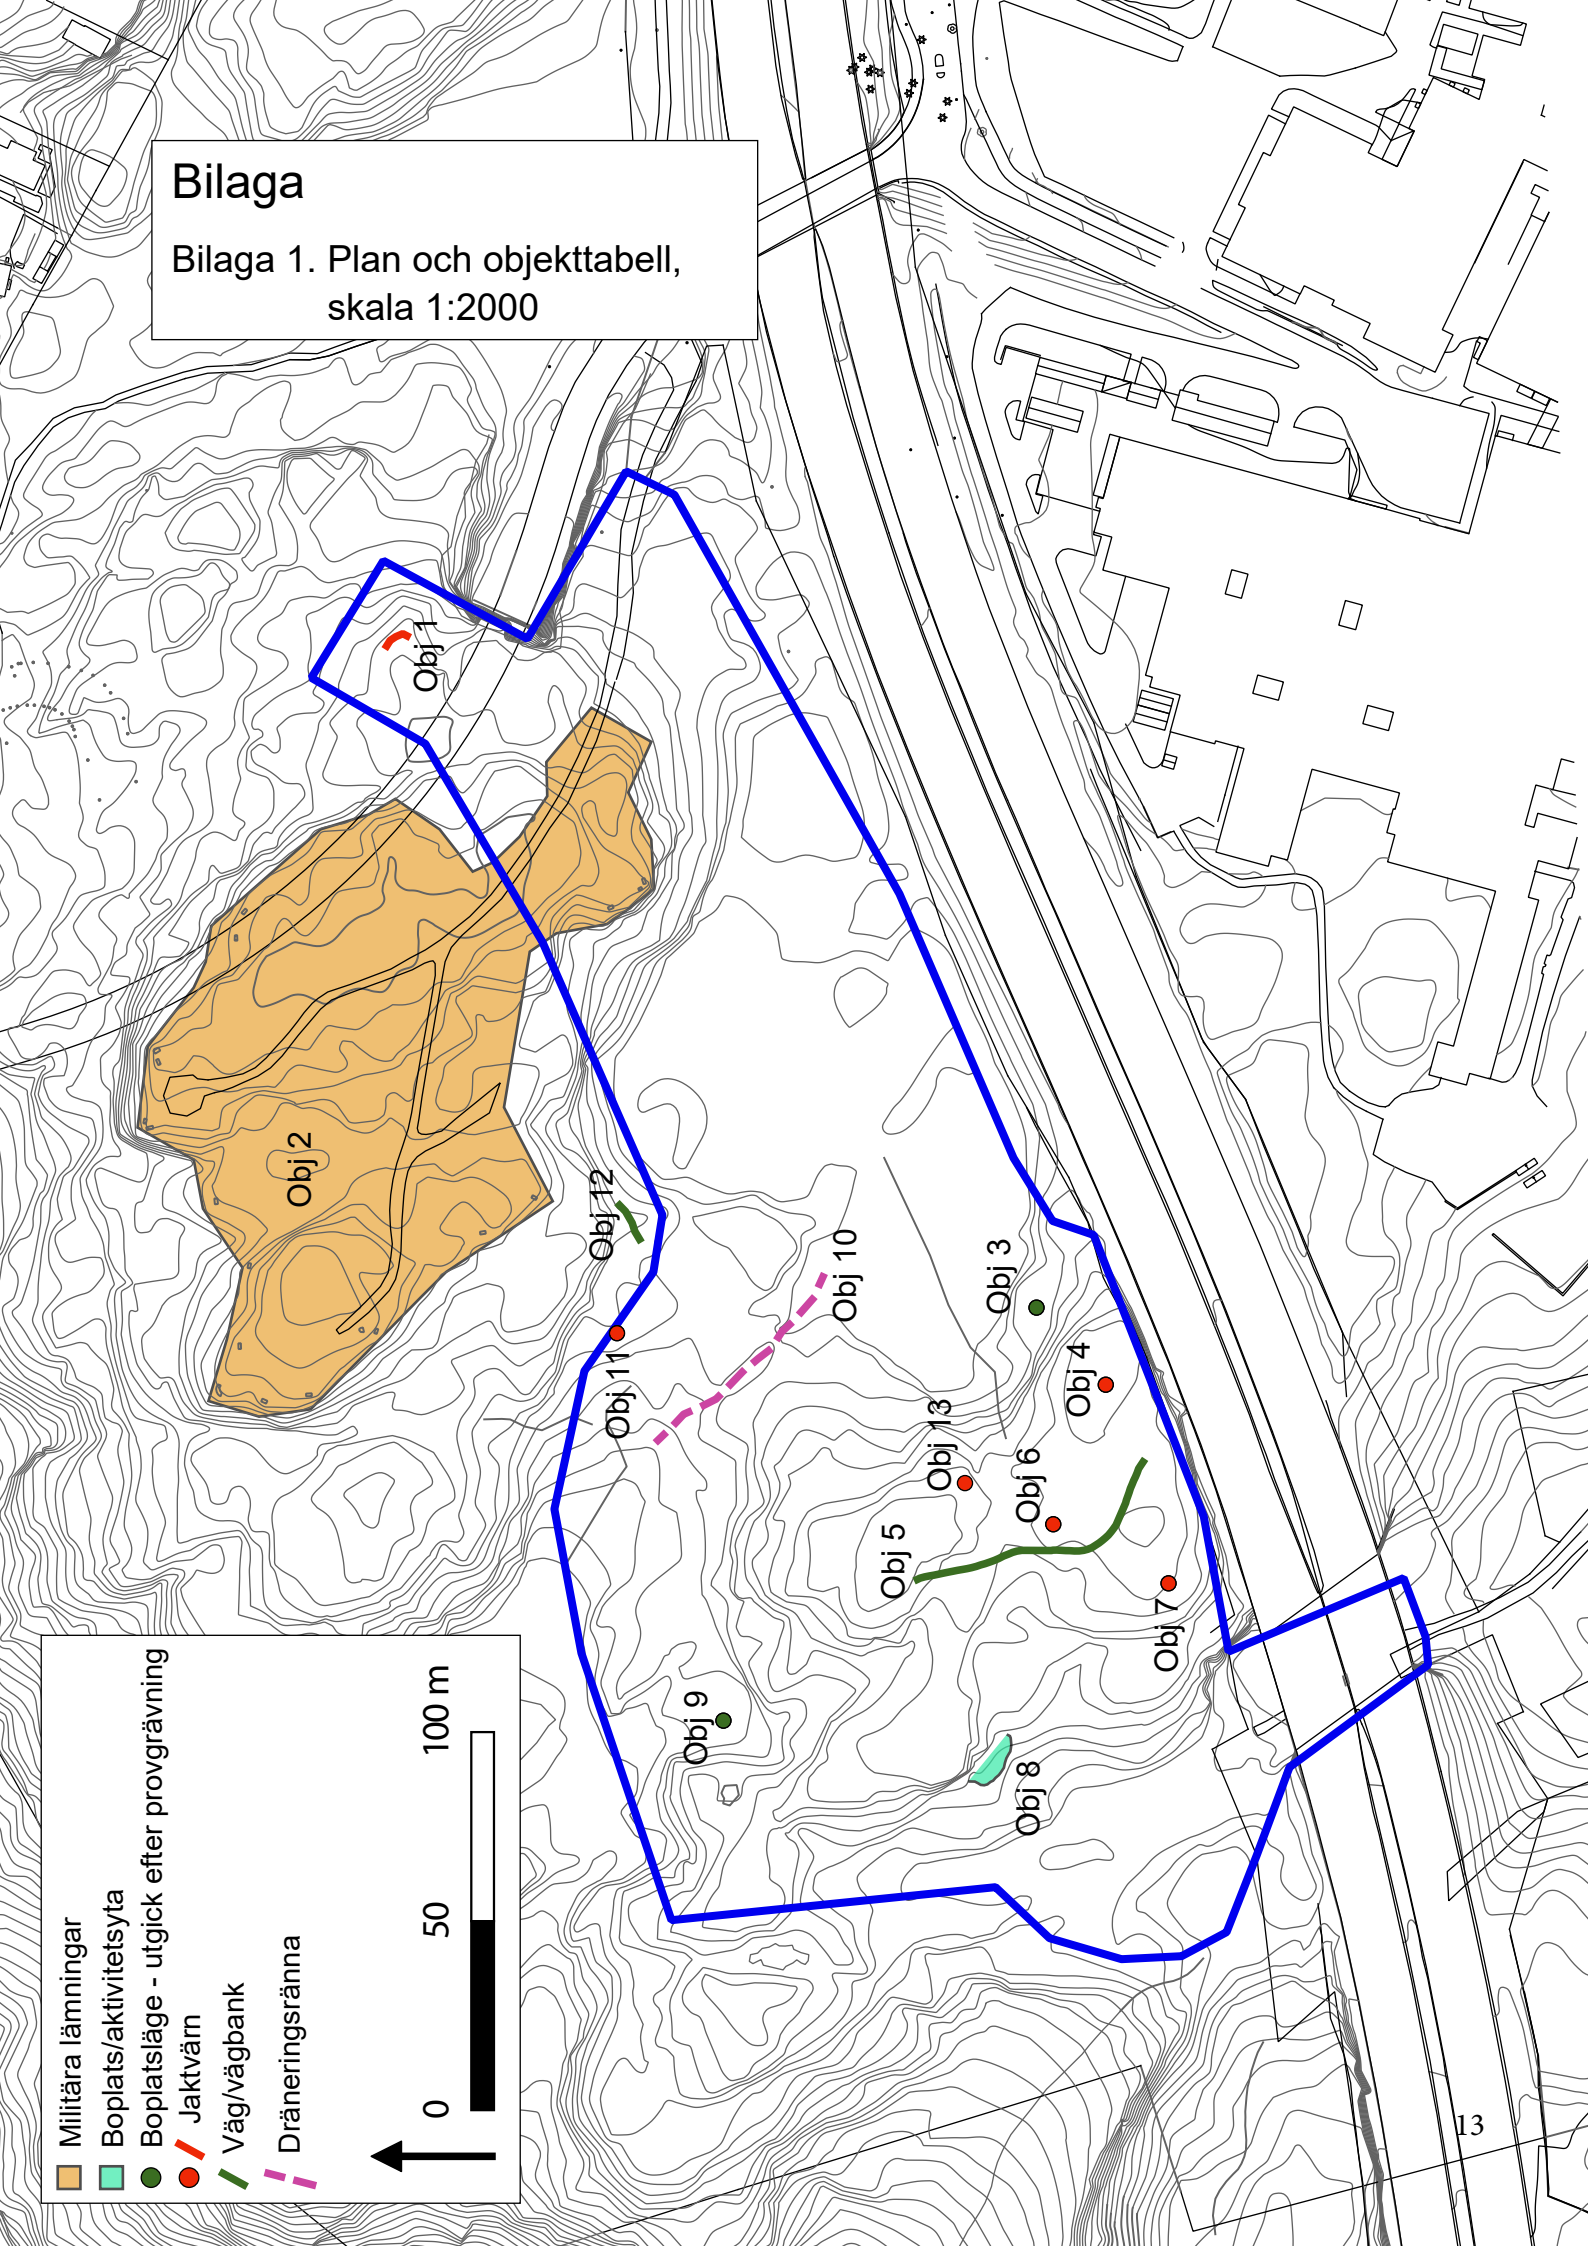 Bilaga
Bilaga 1. Plan och objekttabell,
skala 1:2000
Obj 1
Obj 2
Obj 12
Obj 11
Obj 10
Obj 3
Obj 4
Obj 13
Obj 6
Obj 5
Obj 7
Obj 9
Obj 8
Militära lämningar
Boplats/aktivitetsyta
Boplatsläge - utgick efter provgrävning
Jaktvärn
Väg/vägbank
Dräneringsränna
0 50 100 m
13